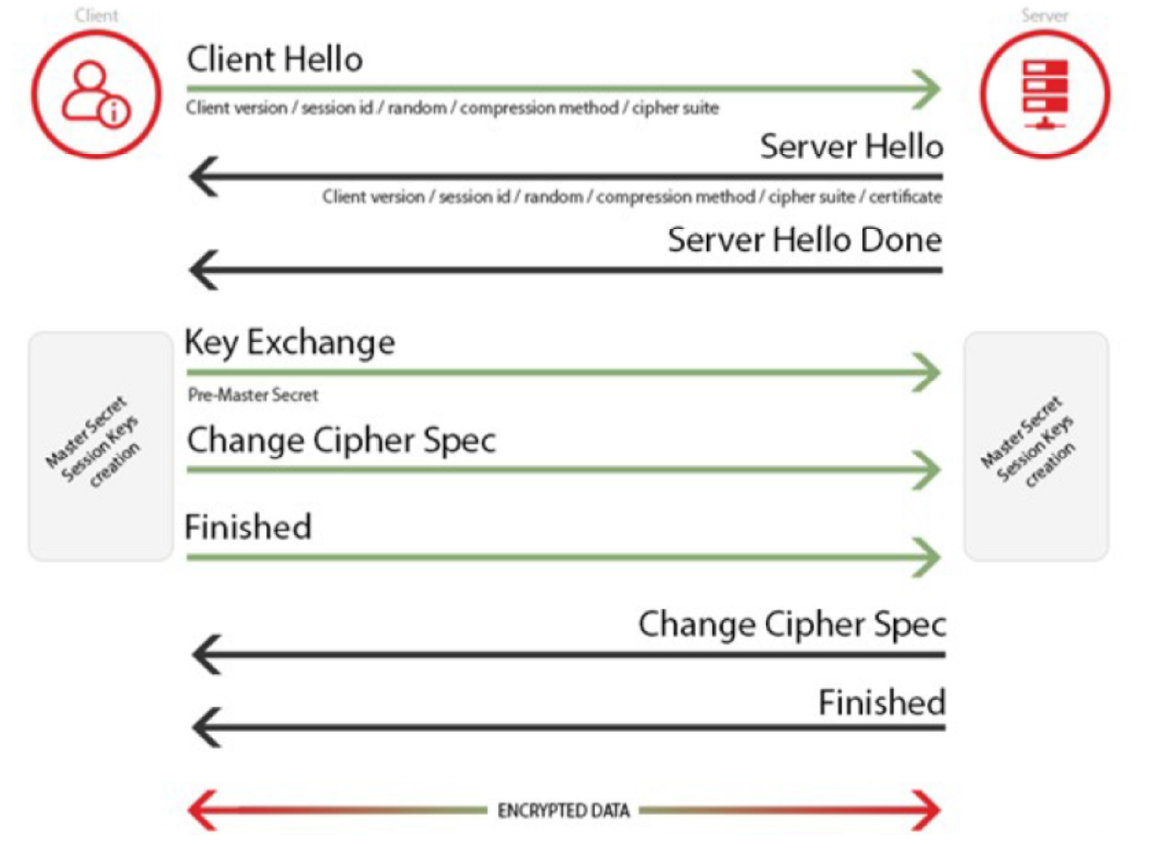 Client
Server
Client Hello
Client version / session id / random / compression method / cipher suite
Server Hello
Client version / session id / random / compression method / cipher suite / certificate
Server Hello Done
Key Exchange
Pre-Master Secret
Master Secret
Session Keys
creation
Master Secret
Session Keys
creation
Change Cipher Spec
Finished
Change Cipher Spec
Finished
ENCRYPTED DATA